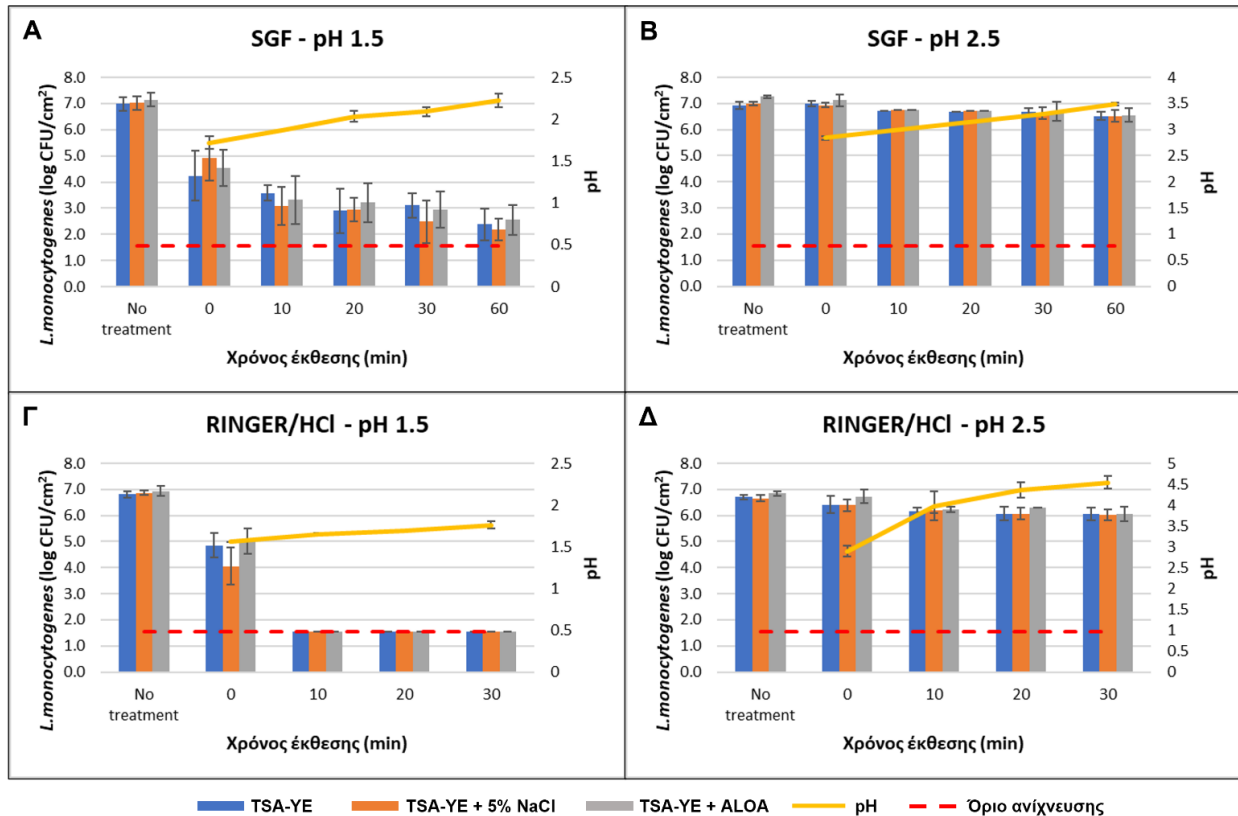 A
SGF - pH 1.5
L.monocytogenes (log CFU/cm²)
8.0
7.0
6.0
5.0
4.0
3.0
2.0
1.0
0.0
2.5
2
1.5
1
0.5
0
pH
No treatment
0
10
20
30
60
Χρόνος έκθεσης (min)
B
SGF - pH 2.5
L.monocytogenes (log CFU/cm²)
8.0
7.0
6.0
5.0
4.0
3.0
2.0
1.0
0.0
4
3.5
3
2.5
2
1.5
1
0.5
0
pH
No treatment
0
10
20
30
60
Χρόνος έκθεσης (min)
Γ
RINGER/HCl - pH 1.5
L.monocytogenes (log CFU/cm²)
8.0
7.0
6.0
5.0
4.0
3.0
2.0
1.0
0.0
2.5
2
1.5
1
0.5
0
pH
No treatment
0
10
20
30
Χρόνος έκθεσης (min)
Δ
RINGER/HCl - pH 2.5
L.monocytogenes (log CFU/cm²)
8.0
7.0
6.0
5.0
4.0
3.0
2.0
1.0
0.0
5
4.5
4
3.5
3
2.5
2
1.5
1
0.5
0
pH
No treatment
0
10
20
30
Χρόνος έκθεσης (min)
TSA-YE
TSA-YE + 5% NaCl
TSA-YE + ALOA
pH
Όριο ανίχνευσης